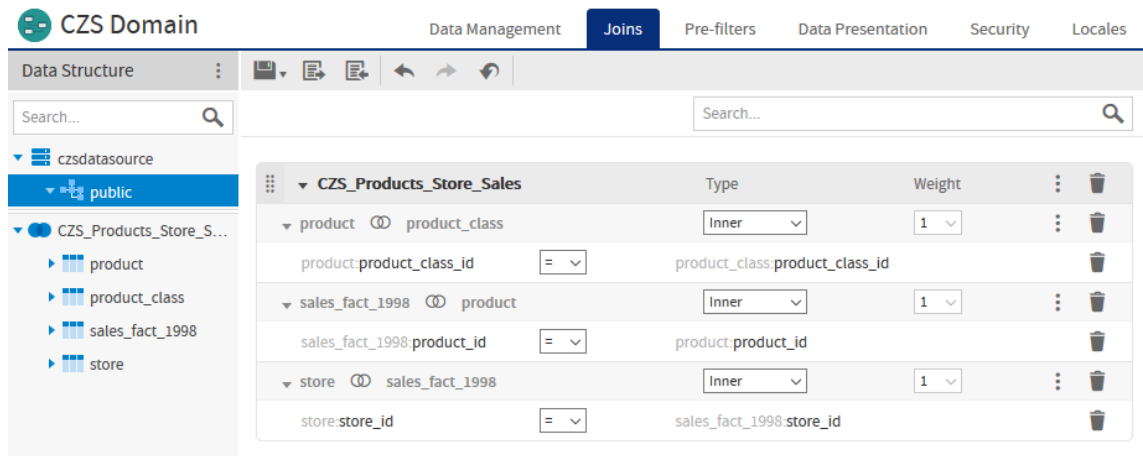 CZS Domain
Data Management Joins Pre-filters Data Presentation Security Locales
Data Structure
Search...
Search...
czsdatasource
public
CZS_Products_Store_S...
product
product_class
sales_fact_1998
store
CZS_Products_Store_Sales Type Weight
product product_class Inner 1
product:product_class_id = product_class:product_class_id
sales_fact_1998 product Inner 1
sales_fact_1998:product_id = product:product_id
store sales_fact_1998 Inner 1
store:store_id = sales_fact_1998:store_id